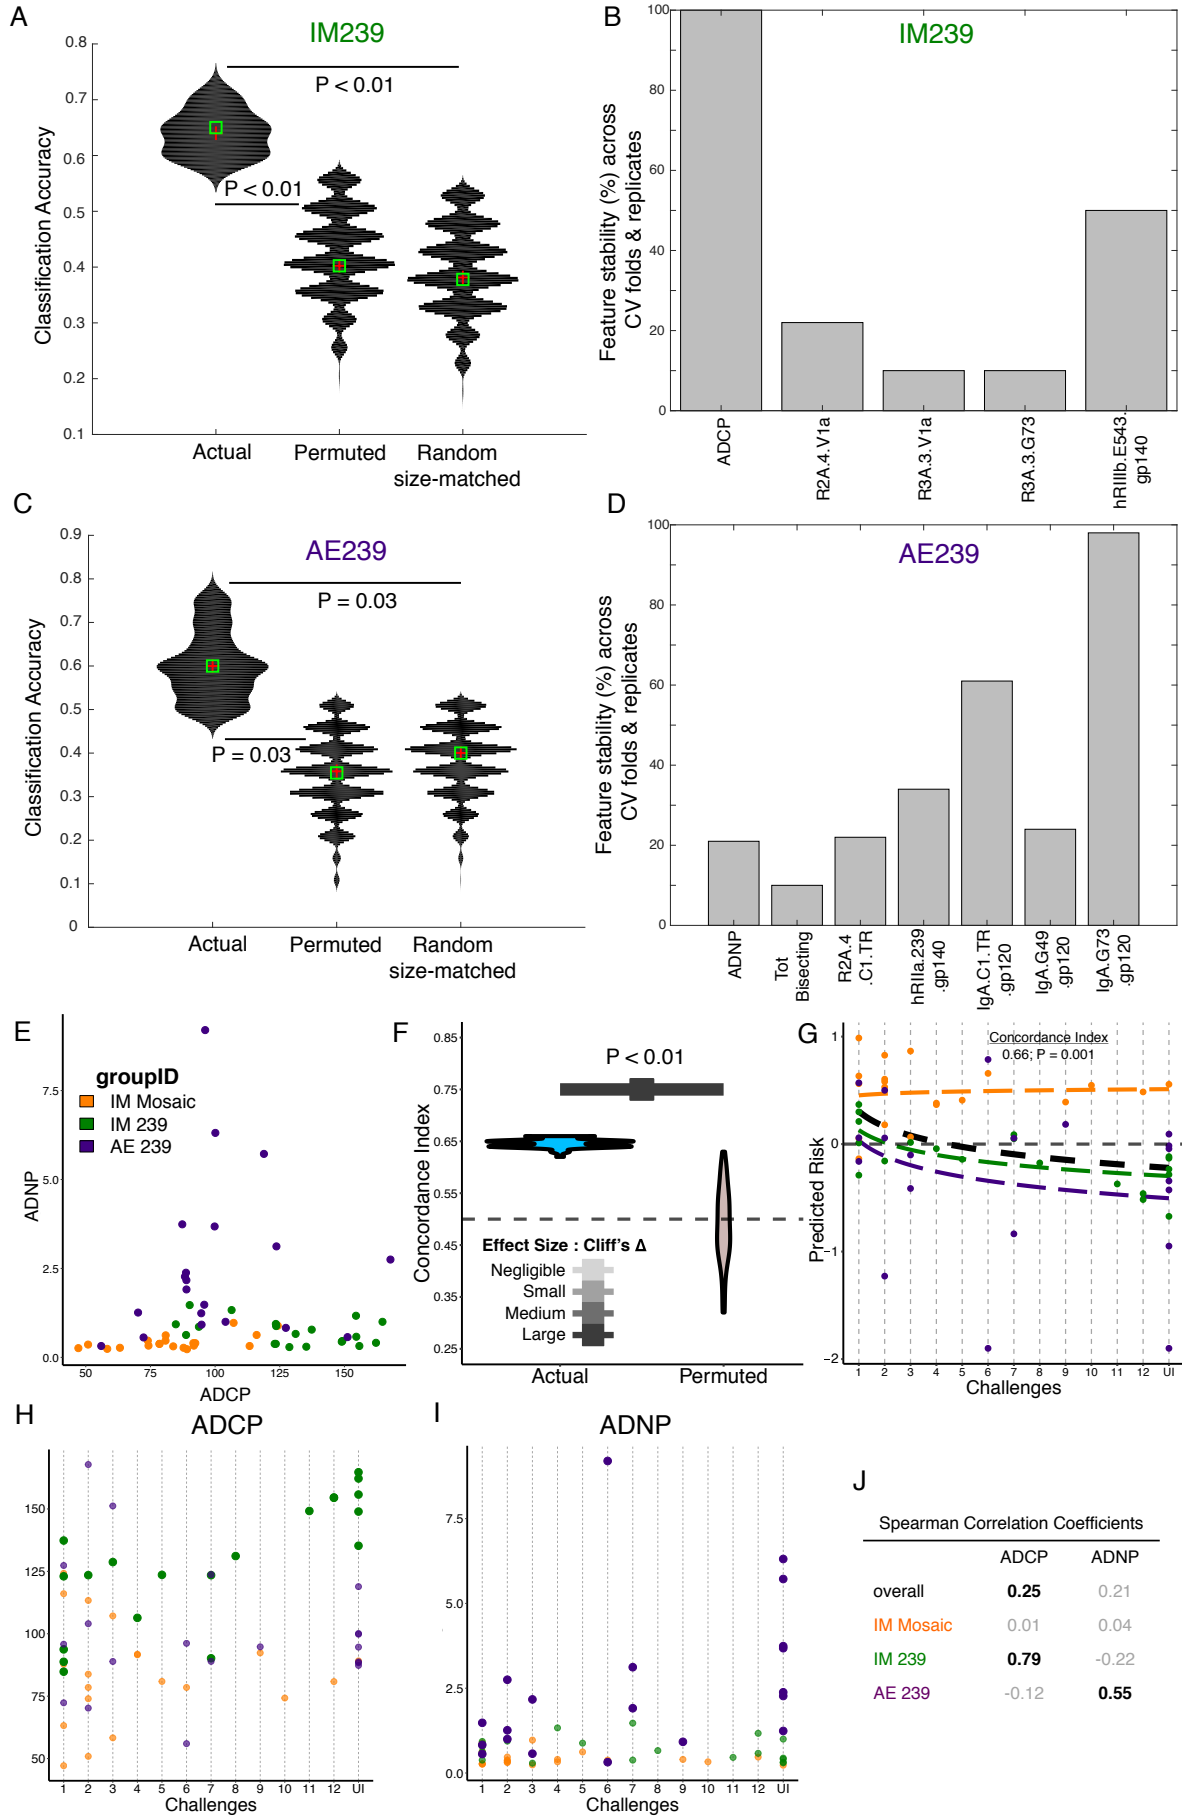 A
IM239
0.8
0.7
0.6
0.5
0.4
0.3
0.2
0.1
Classification Accuracy
P < 0.01
P < 0.01
Actual
Permuted
Random
size-matched
B
IM239
100
80
60
40
20
0
Feature stability (%) across
CV folds & replicates
ADCP
R2A.4.V1a
R3A.3.V1a
R3A.3.G73
hRIIIb.E543.
gp140
C
AE239
0.9
0.8
0.7
0.6
0.5
0.4
0.3
0.2
0.1
0
Classification Accuracy
P = 0.03
P = 0.03
Actual
Permuted
Random
size-matched
D
AE239
100
80
60
40
20
0
Feature stability (%) across
CV folds & replicates
ADNP
Tot
Bisecting
R2A.4
.C1.TR
hRIIa.239
.gp140
IgA.C1.TR
.gp120
IgA.G49
.gp120
IgA.G73
.gp120
E
groupID
IM Mosaic
IM 239
AE 239
7.5
5.0
2.5
0.0
ADNP
50
75
100
125
150
ADCP
F
0.85
0.75
0.65
0.55
0.45
0.35
0.25
Concordance Index
P < 0.01
Effect Size : Cliff's Δ
Negligible
Small
Medium
Large
Actual
Permuted
G
Concordance Index
0.66; P = 0.001
1
0
−1
−2
Predicted Risk
1 2 3 4 5 6 7 8 9 10 11 12 UI
Challenges
H
ADCP
150
125
100
75
50
1 2 3 4 5 6 7 8 9 10 11 12 UI
Challenges
I
ADNP
7.5
5.0
2.5
0.0
1 2 3 4 5 6 7 8 9 10 11 12 UI
Challenges
J
Spearman Correlation Coefficients
ADCP ADNP
overall 0.25 0.21
IM Mosaic 0.01 0.04
IM 239 0.79 -0.22
AE 239 -0.12 0.55